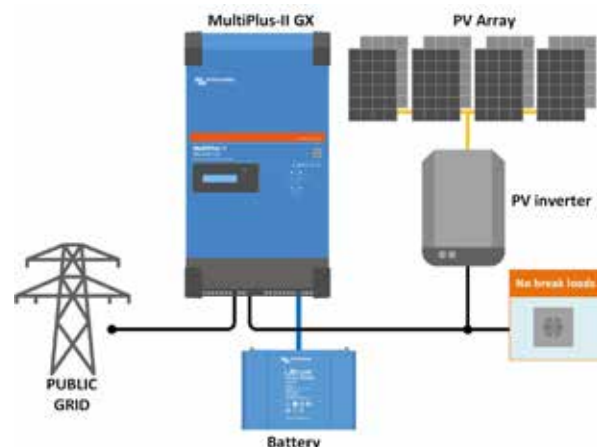 MultiPlus-II GX
PV Array
PV inverter
No break loads
PUBLIC
GRID
Battery